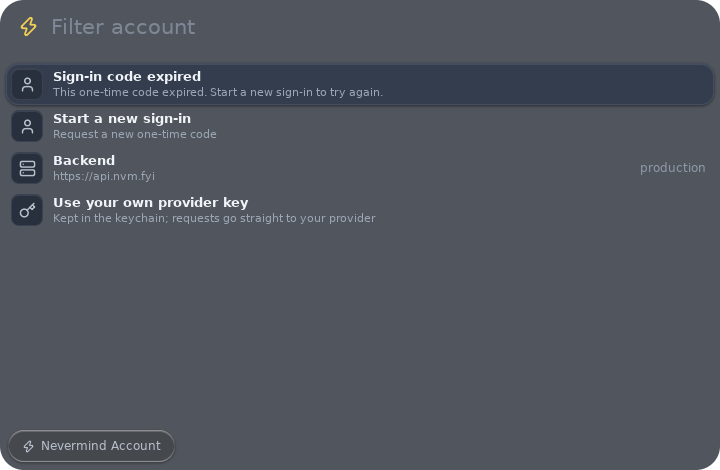 Filter account
Sign-in code expired
This one-time code expired. Start a new sign-in to try again.
Start a new sign-in
Request a new one-time code
Backend
https://api.nvm.fyi
production
Use your own provider key
Kept in the keychain; requests go straight to your provider
Nevermind Account